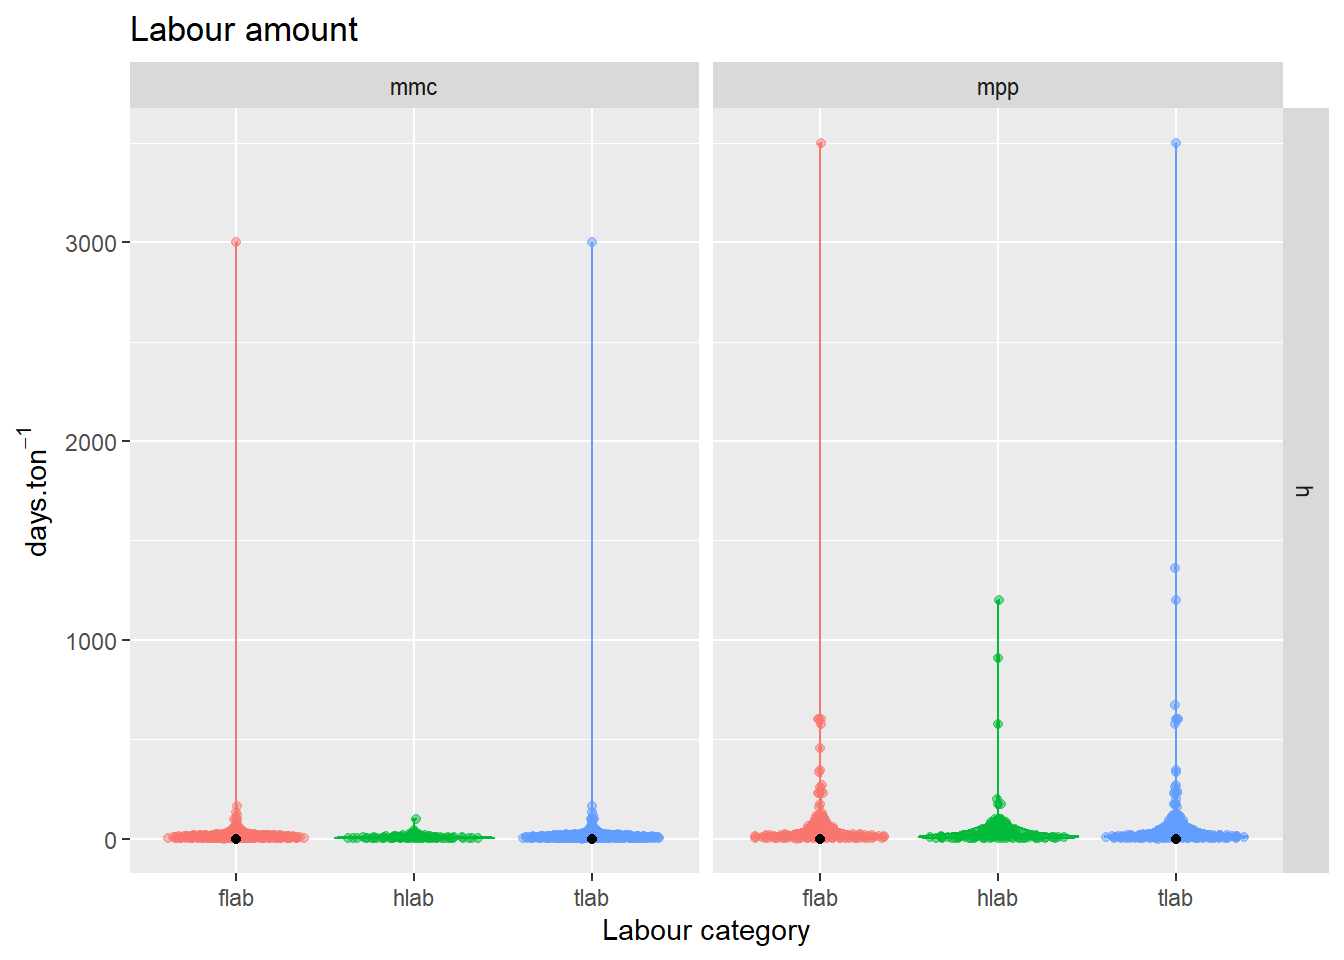 Labour amount
mmc
mpp
h
3000
2000
1000
0
days.ton⁻¹
flab
hlab
tlab
flab
hlab
tlab
Labour category